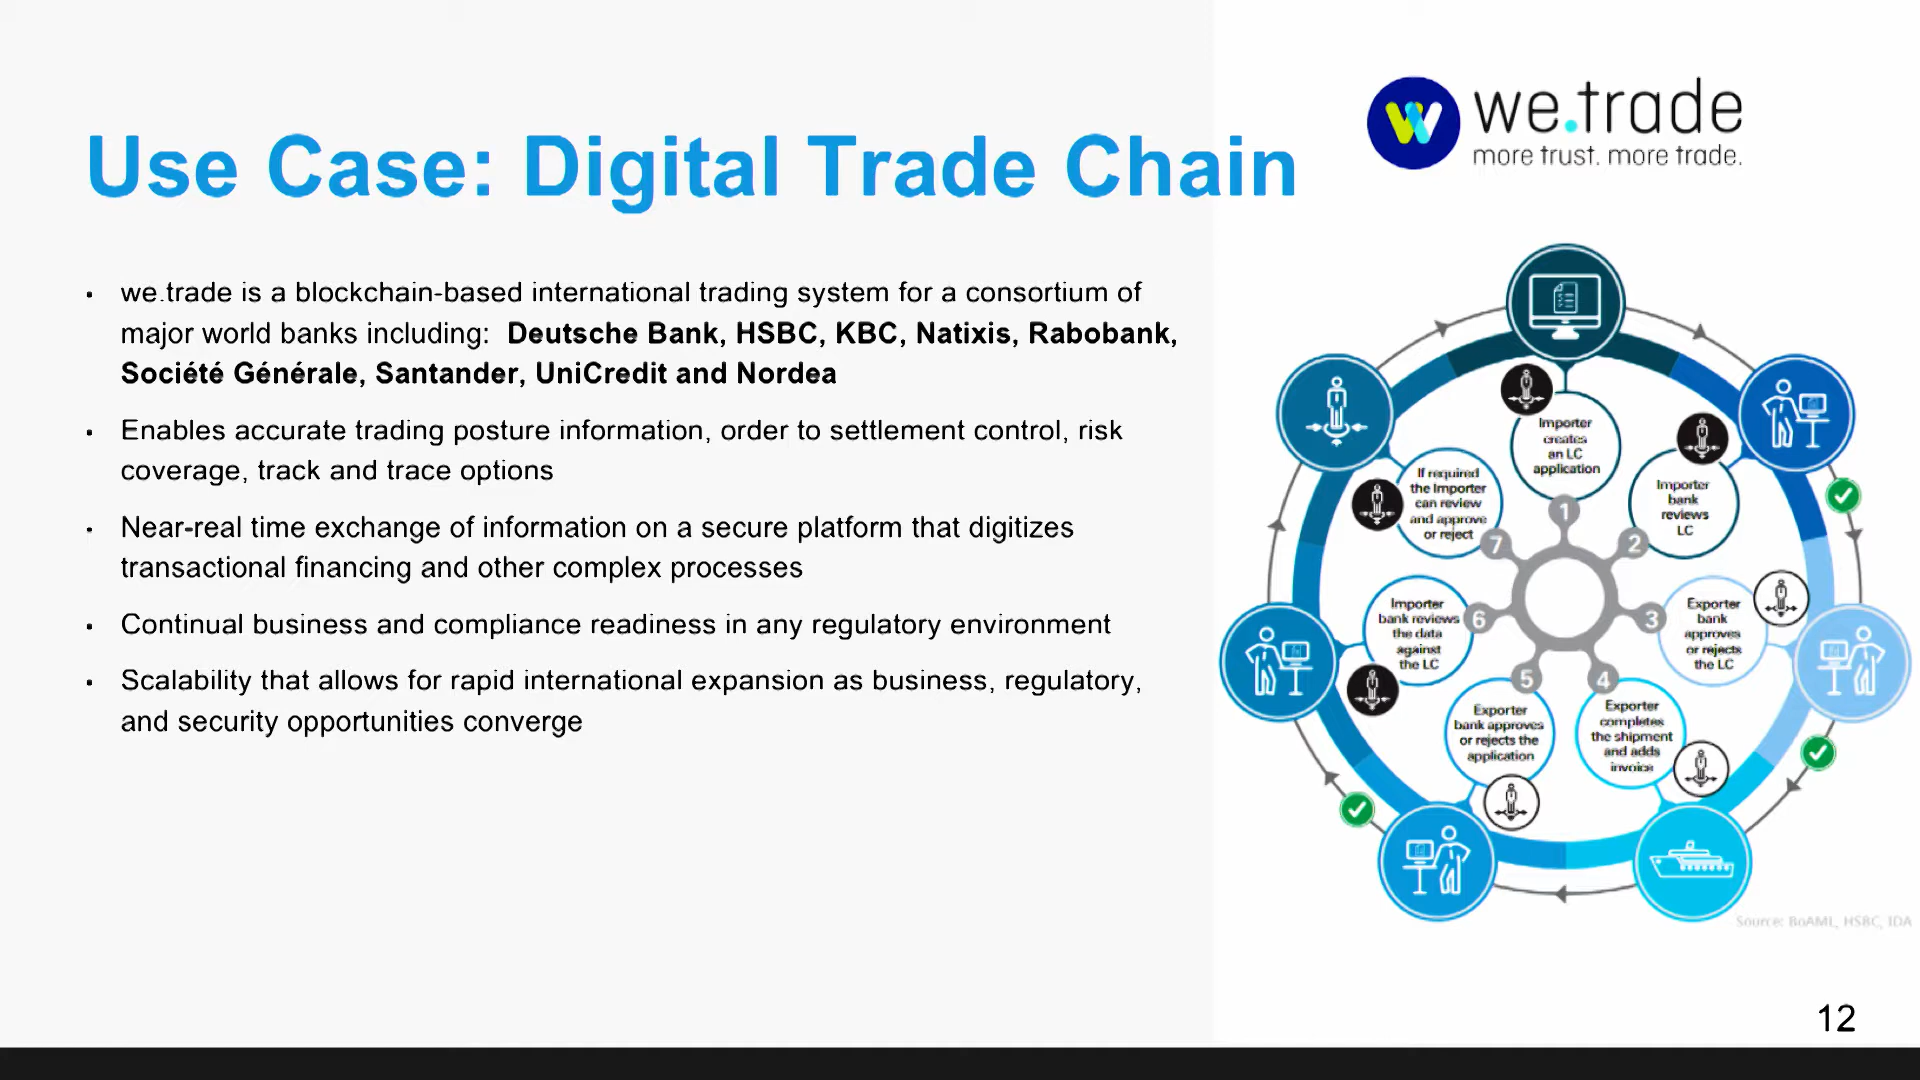 Use Case: Digital Trade Chain
we.trade
more trust. more trade.
we.trade is a blockchain-based international trading system for a consortium of
major world banks including: Deutsche Bank, HSBC, KBC, Natixis, Rabobank,
Société Générale, Santander, UniCredit and Nordea
Enables accurate trading posture information, order to settlement control, risk
coverage, track and trace options
Near-real time exchange of information on a secure platform that digitizes
transactional financing and other complex processes
Continual business and compliance readiness in any regulatory environment
Scalability that allows for rapid international expansion as business, regulatory,
and security opportunities converge
Importer
creates
an LC
application
1
Importer
bank
reviews
LC
2
Exporter
bank
approves
or rejects
the LC
3
Exporter
completes
the shipment
and adds
invoice
4
Exporter
bank approves
or rejects the
application
5
Importer
bank reviews
the data
against
the LC
6
If required
the Importer
can review
and approve
or reject
7
Source: BoAML, HSBC, IDA
12